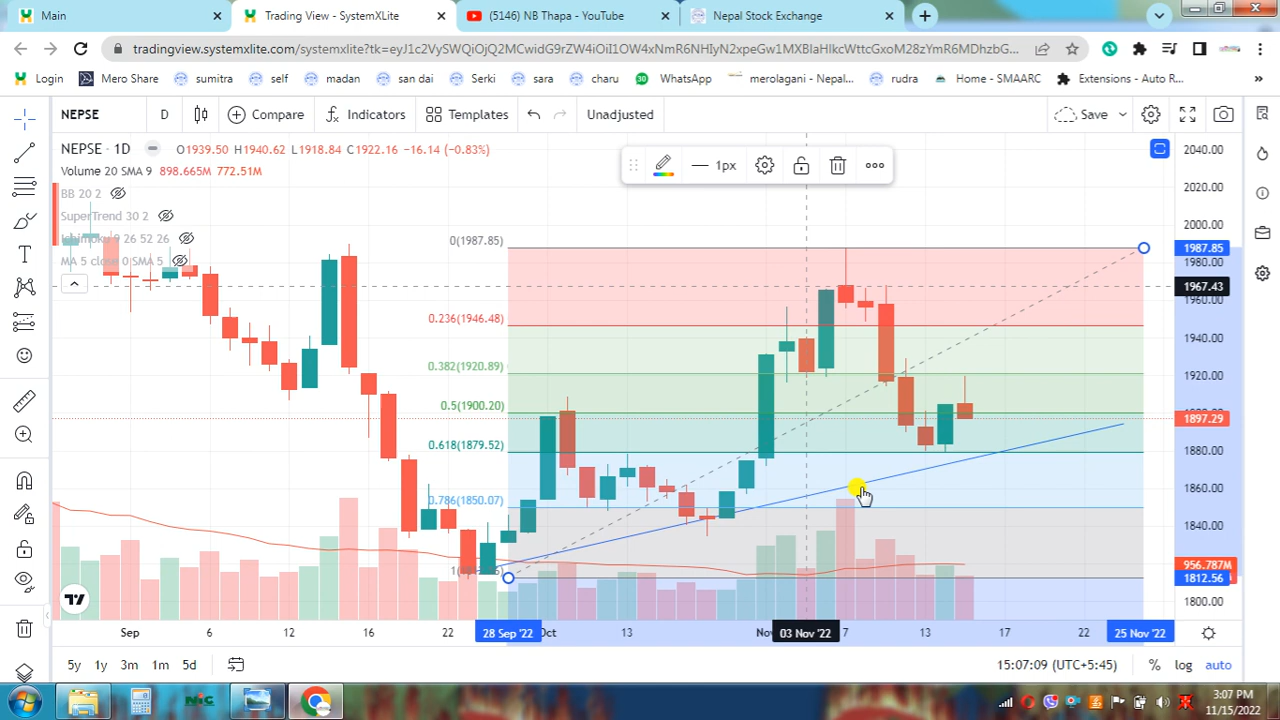 Main
Trading View - SystemXLite
(5146) NB Thapa - YouTube
Nepal Stock Exchange
Login
Mero Share
sumitra
self
madan
san dai
Serki
sara
charu
30 WhatsApp
merolagani - Nepal...
rudra
Home - SMAARC
Extensions - Auto R...
»
NEPSE
D
Compare
Indicators
Templates
Unadjusted
Save
NEPSE · 1D
O1939.50 H1940.62 L1918.84 C1922.16 −16.14 (−0.83%)
Volume 20 SMA 9 898.665M 772.51M
BB 20 2
SuperTrend 30 2
Ichimoku 9 26 52 26
MA 5 close 0 SMA 5
1px
2040.00
2020.00
2000.00
0(1987.85)
1987.85
1980.00
1967.43
1960.00
0.236(1946.48)
1940.00
0.382(1920.89)
1920.00
0.5(1900.20)
1897.29
0.618(1879.52)
1880.00
1860.00
0.786(1850.07)
1840.00
956.787M
1812.56
1800.00
Sep
6
12
16
22
28 Sep '22
Oct
13
03 Nov '22
7
13
17
22
25 Nov '22
5y
1y
3m
1m
5d
15:07:09 (UTC+5:45)
%
log
auto
NIC
3:07 PM
11/15/2022